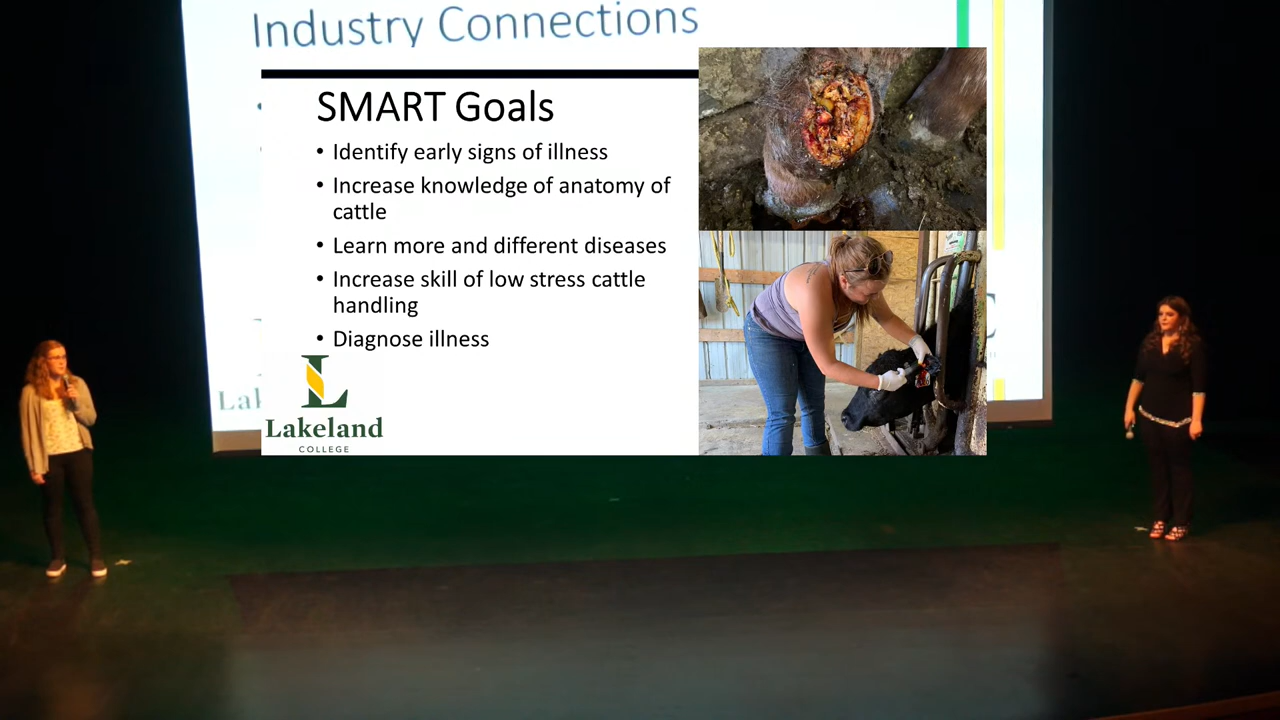 Industry Connections
SMART Goals
• Identify early signs of illness
• Increase knowledge of anatomy of
cattle
• Learn more and different diseases
• Increase skill of low stress cattle
handling
• Diagnose illness
Lak
L
Lakeland
COLLEGE